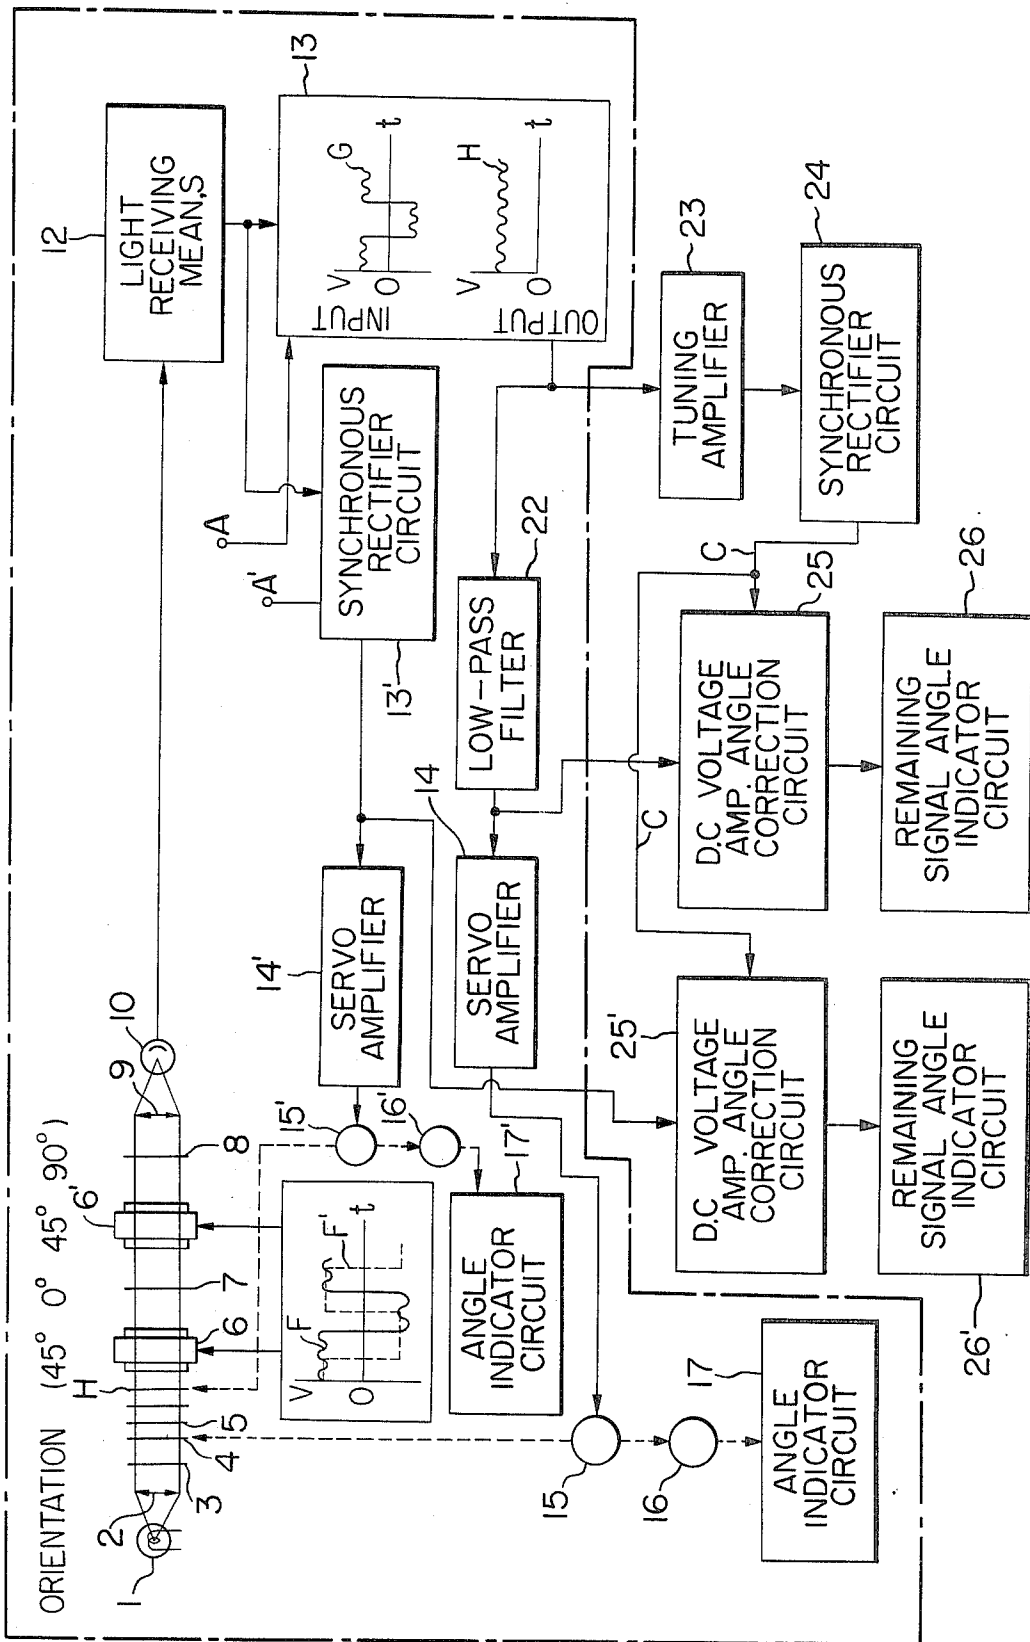 ORIENTATION (45° 0° 45° 90°)
H
6'
10
9
1
2
3
4
5
6
7
8
12
LIGHT
RECEIVING
MEAN,S
13
INPUT
V
O
t
G
OUTPUT
V
O
t
H
A
A'
SYNCHRONOUS
RECTIFIER
CIRCUIT
13'
14'
SERVO
AMPLIFIER
15'
16'
17'
ANGLE
INDICATOR
CIRCUIT
V
O
t
F
F'
LOW-PASS
FILTER
22
14
SERVO
AMPLIFIER
15
16
17
ANGLE
INDICATOR
CIRCUIT
23
TUNING
AMPLIFIER
24
SYNCHRONOUS
RECTIFIER
CIRCUIT
C
C
25
D.C VOLTAGE
AMP. ANGLE
CORRECTION
CIRCUIT
26
REMAINING
SIGNAL ANGLE
INDICATOR
CIRCUIT
25'
D.C VOLTAGE
AMP. ANGLE
CORRECTION
CIRCUIT
26'
REMAINING
SIGNAL ANGLE
INDICATOR
CIRCUIT